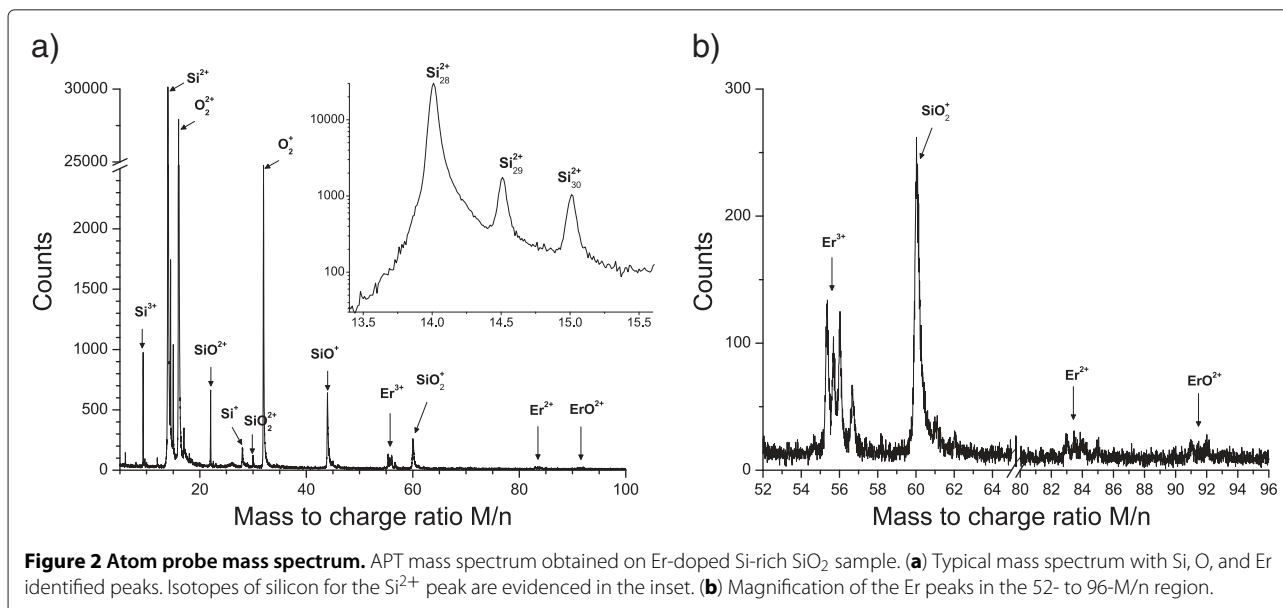 a)
30000
25000
2000
1500
1000
500
0
20
40
60
80
100
Counts
Mass to charge ratio M/n
Si²⁺
O₂²⁺
O₂⁺
Si³⁺
SiO²⁺
Si⁺
SiO₂²⁺
SiO⁺
Er³⁺
SiO₂⁺
Er²⁺
ErO²⁺
10000
1000
100
13.5
14.0
14.5
15.0
15.5
Si²⁺₂₈
Si²⁺₂₉
Si²⁺₃₀
b)
300
200
100
0
52
54
56
58
60
62
64
80
82
84
86
88
90
92
94
96
Counts
Mass to charge ratio M/n
Er³⁺
SiO₂⁺
Er²⁺
ErO²⁺
Figure 2 Atom probe mass spectrum. APT mass spectrum obtained on Er-doped Si-rich SiO₂ sample. (a) Typical mass spectrum with Si, O, and Er
identified peaks. Isotopes of silicon for the Si²⁺ peak are evidenced in the inset. (b) Magnification of the Er peaks in the 52- to 96-M/n region.